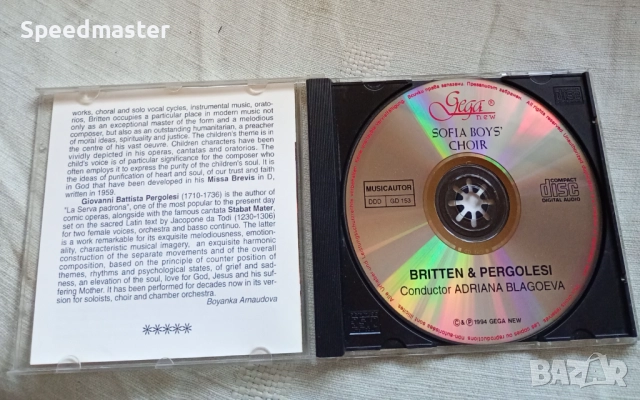 Speedmaster
works, choral and solo vocal cycles, instrumental music, orato-
rios, Britten occupies a particular place in modern music not
only as an exceptional master of the form and a melodious
composer, but also as an outstanding humanitarian, a preacher
of moral ideas, spirituality and justice. The children's theme is in
the centre of his vast oeuvre. Children characters have been
vividly depicted in his operas, cantatas and oratorios. The
child's voice is of particular significance for the composer who
often employs it to express the purity of the children's soul. It is
the ideas of purification of heart and soul, of our trust and faith
in God that have been developed in his Missa Brevis in D,
written in 1959.
Giovanni Battista Pergolesi (1710-1736) is the author of
"La Serva padrona", one of the most popular to the present day
comic operas, alongside with the famous cantata Stabat Mater,
set on the sacred Latin text by Jacopone da Todi (1230-1306)
for two female voices, orchestra and basso continuo. The latter
is a work remarkable for its exquisite melodiousness, emotion-
ality, characteristic musical imagery, an exquisite harmonic
construction of the separate movements and of the overall
composition, based on the principle of counter position of
themes, rhythms and psychological states, of grief and sad-
ness, an elevation of the soul, love for God, Jesus and his suf-
fering Mother. It has been performed for decades now in its ver-
sion for soloists, choir and chamber orchestra.
Boyanka Arnaudova
*****
Gega ®
new
SOFIA BOYS'
CHOIR
MUSICAUTOR
DDD GD 153
COMPACT
disc
DIGITAL AUDIO
BRITTEN & PERGOLESI
Conductor ADRIANA BLAGOEVA
© & ℗ 1994 GEGA NEW
Всички права запазени. Презаписът забранен.
All rights reserved
BAZAR